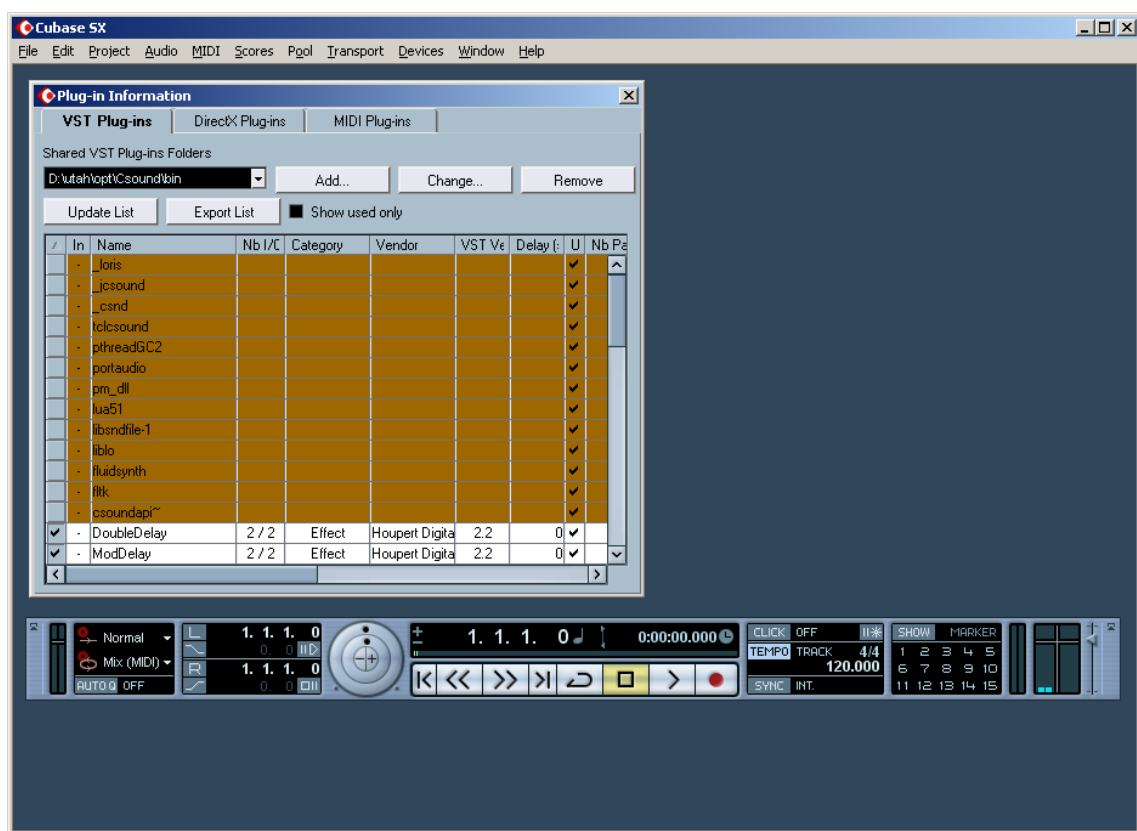 Cubase SX
File Edit Project Audio MIDI Scores Pool Transport Devices Window Help
Plug-in Information
VST Plug-ins DirectX Plug-ins MIDI Plug-ins
Shared VST Plug-ins Folders
D:\utah\opt\Csound\bin Add... Change... Remove
Update List Export List Show used only
In Name Nb I/C Category Vendor VST Ve Delay (: U Nb Pa
- _loris
- _jcsound
- _csnd
- tclcsound
- pthreadGC2
- portaudio
- pm_dll
- lua51
- libsndfile-1
- liblo
- fluidsynth
- fltk
- csoundapi~
- DoubleDelay 2 / 2 Effect Houpert Digita 2.2 0
- ModDelay 2 / 2 Effect Houpert Digita 2.2 0
Normal L 1. 1. 1. 0 1. 1. 1. 0 0:00:00.000 CLICK OFF SHOW MARKER
0. 0 TEMPO TRACK 4/4 1 2 3 4 5
Mix (MIDI) R 1. 1. 1. 0 120.000 6 7 8 9 10
AUTO Q OFF 0. 0 SYNC INT. 11 12 13 14 15